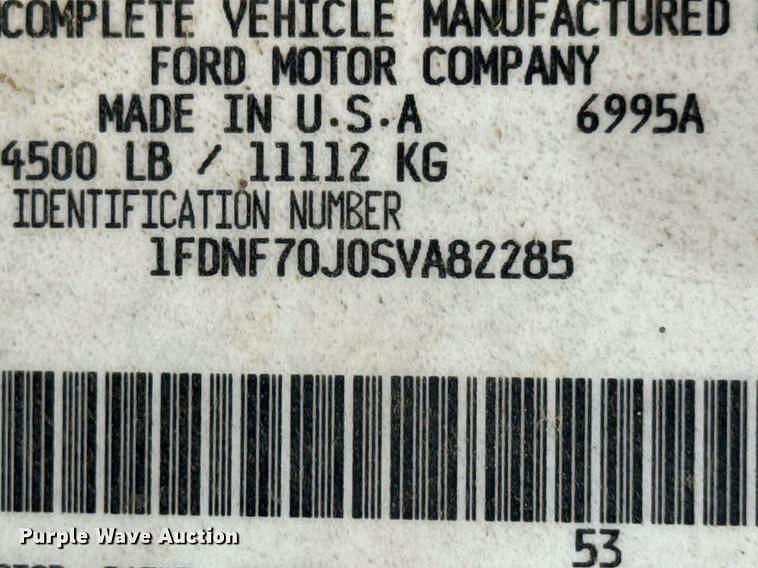 COMPLETE VEHICLE MANUFACTURED
FORD MOTOR COMPANY
MADE IN U.S.A 6995A
4500 LB / 11112 KG
IDENTIFICATION NUMBER
1FDNF70J0SVA82285
53
Purple Wave Auction